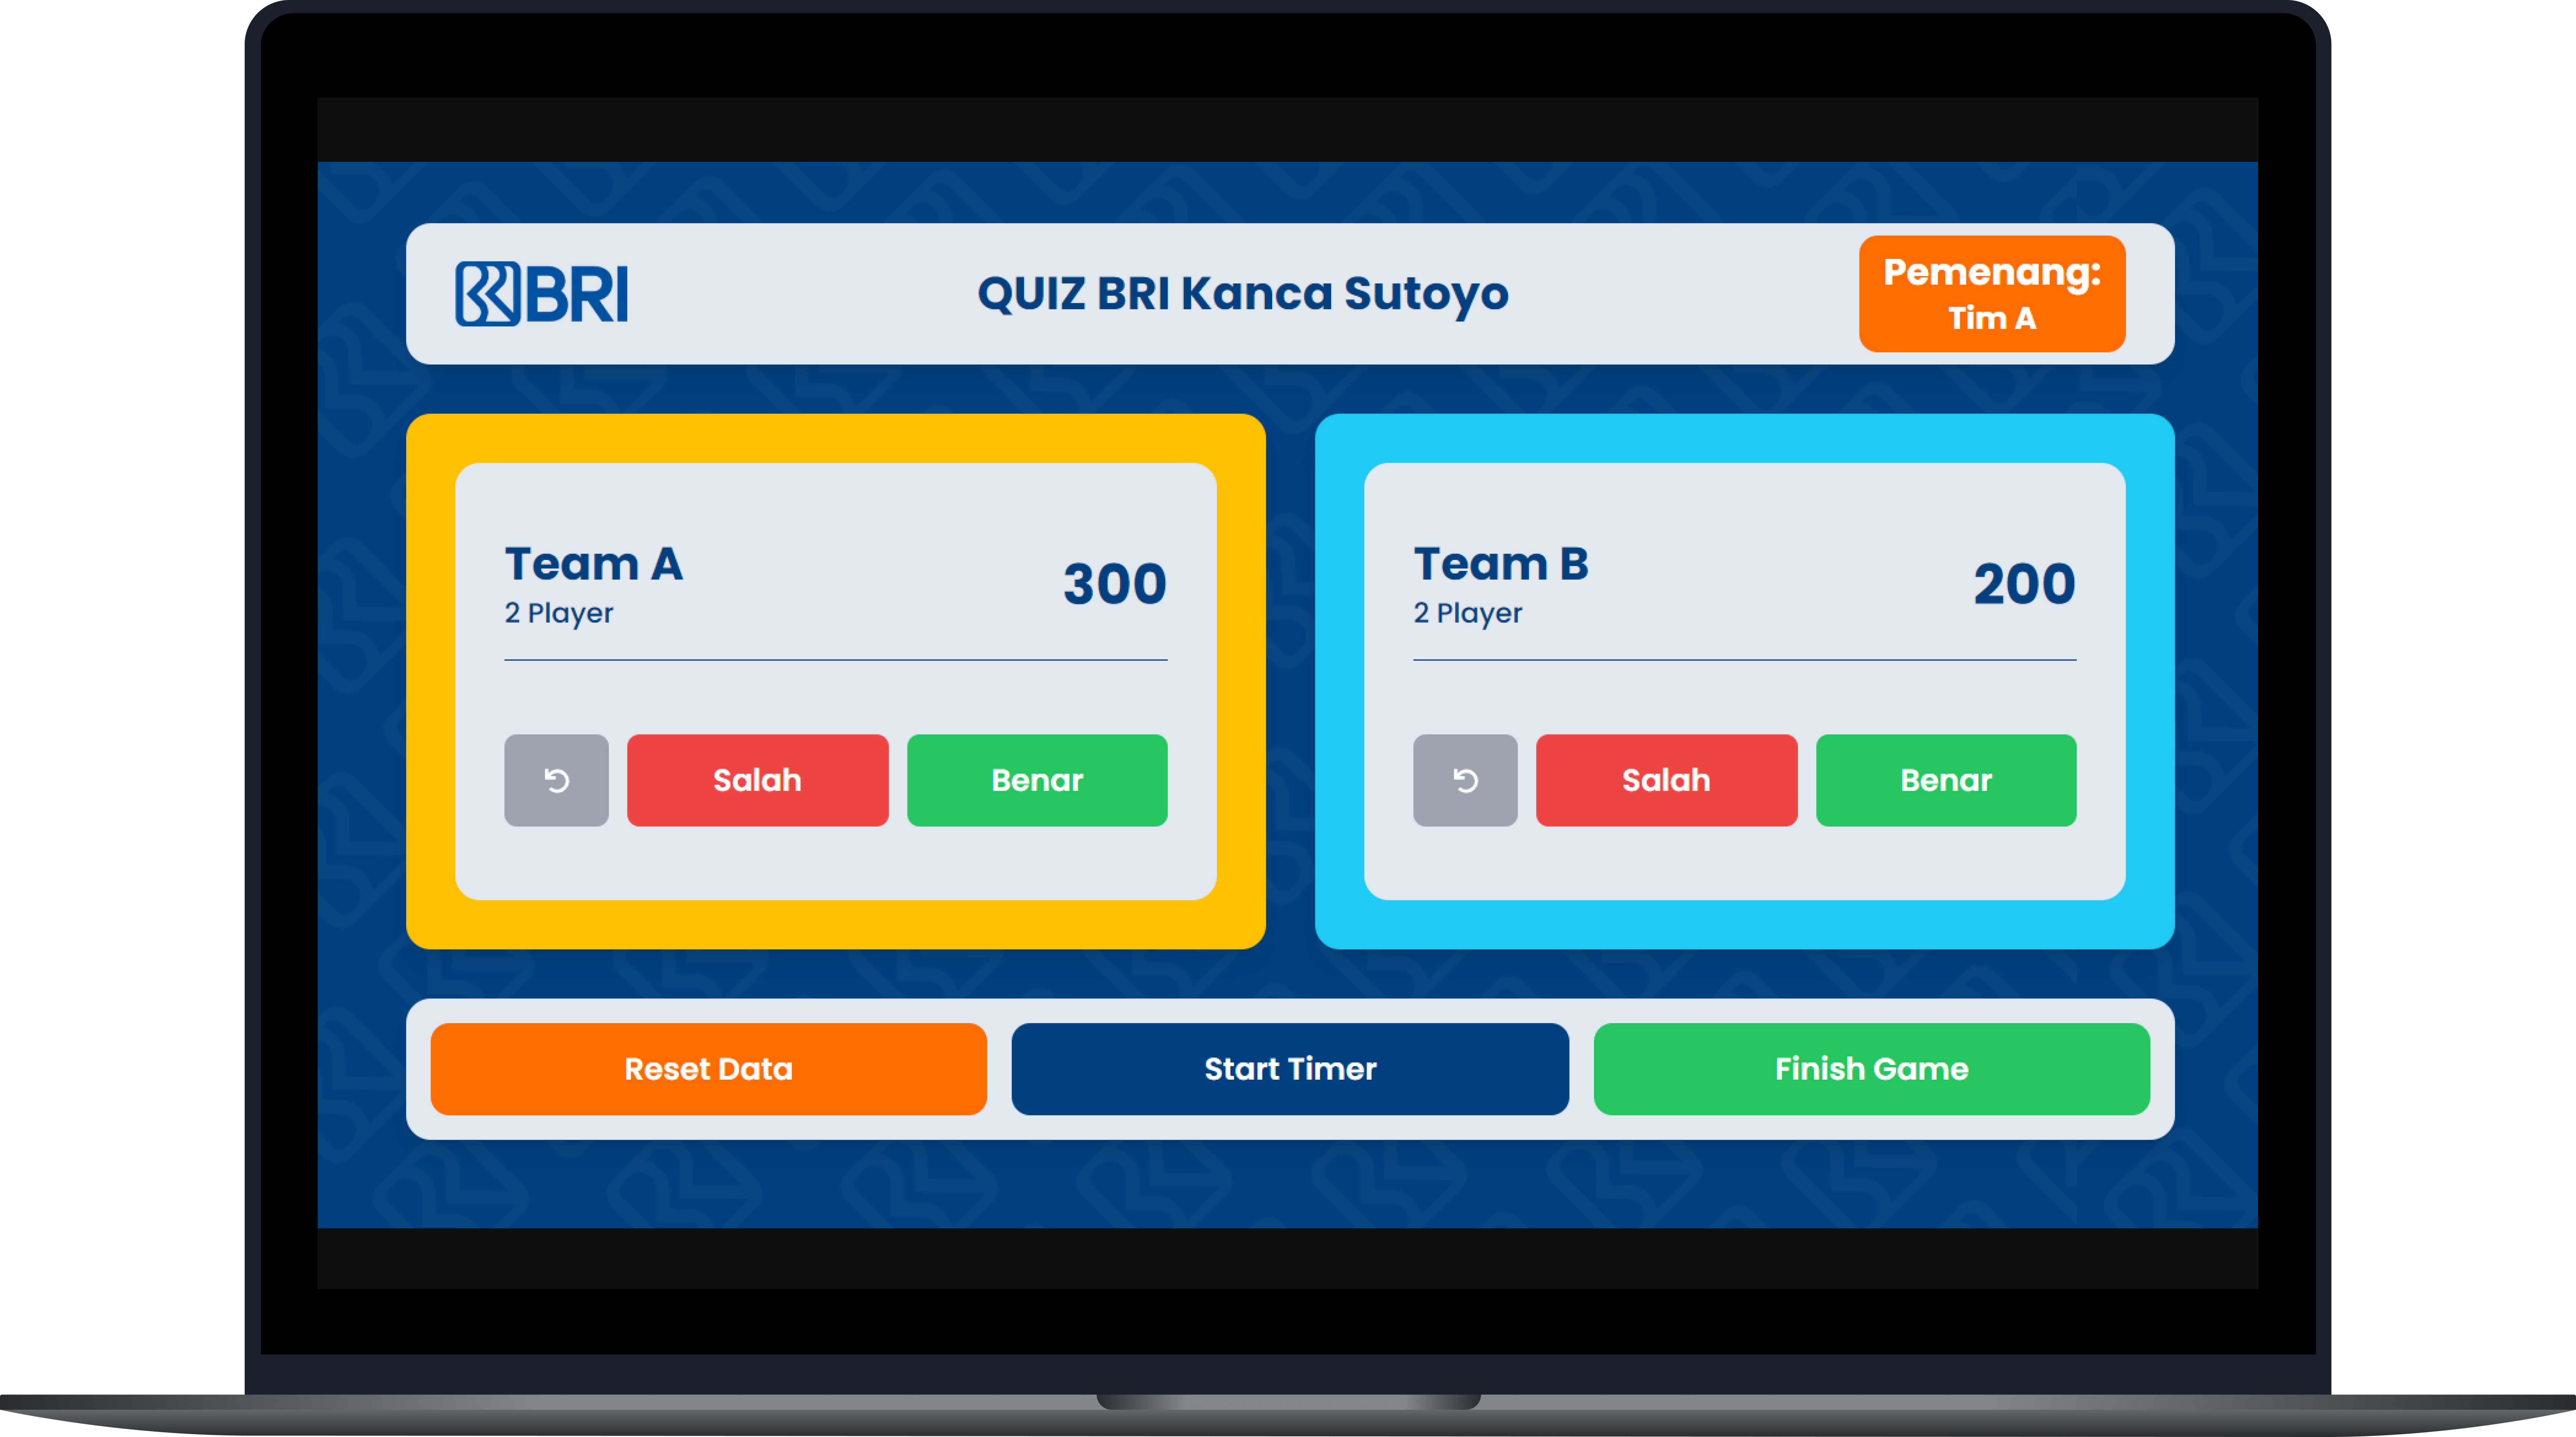 BRI
QUIZ BRI Kanca Sutoyo
Pemenang:
Tim A
Team A
2 Player
300
Salah
Benar
Team B
2 Player
200
Salah
Benar
Reset Data
Start Timer
Finish Game